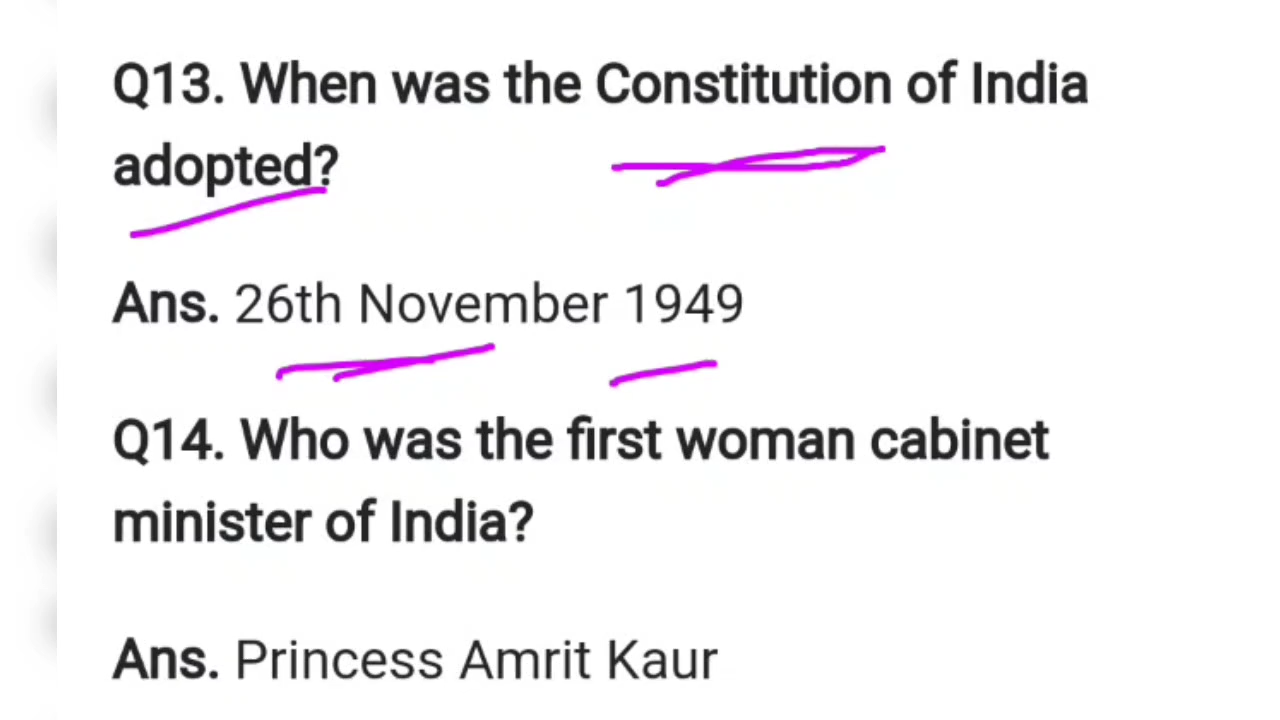 Q13. When was the Constitution of India
adopted?
Ans. 26th November 1949
Q14. Who was the first woman cabinet
minister of India?
Ans. Princess Amrit Kaur